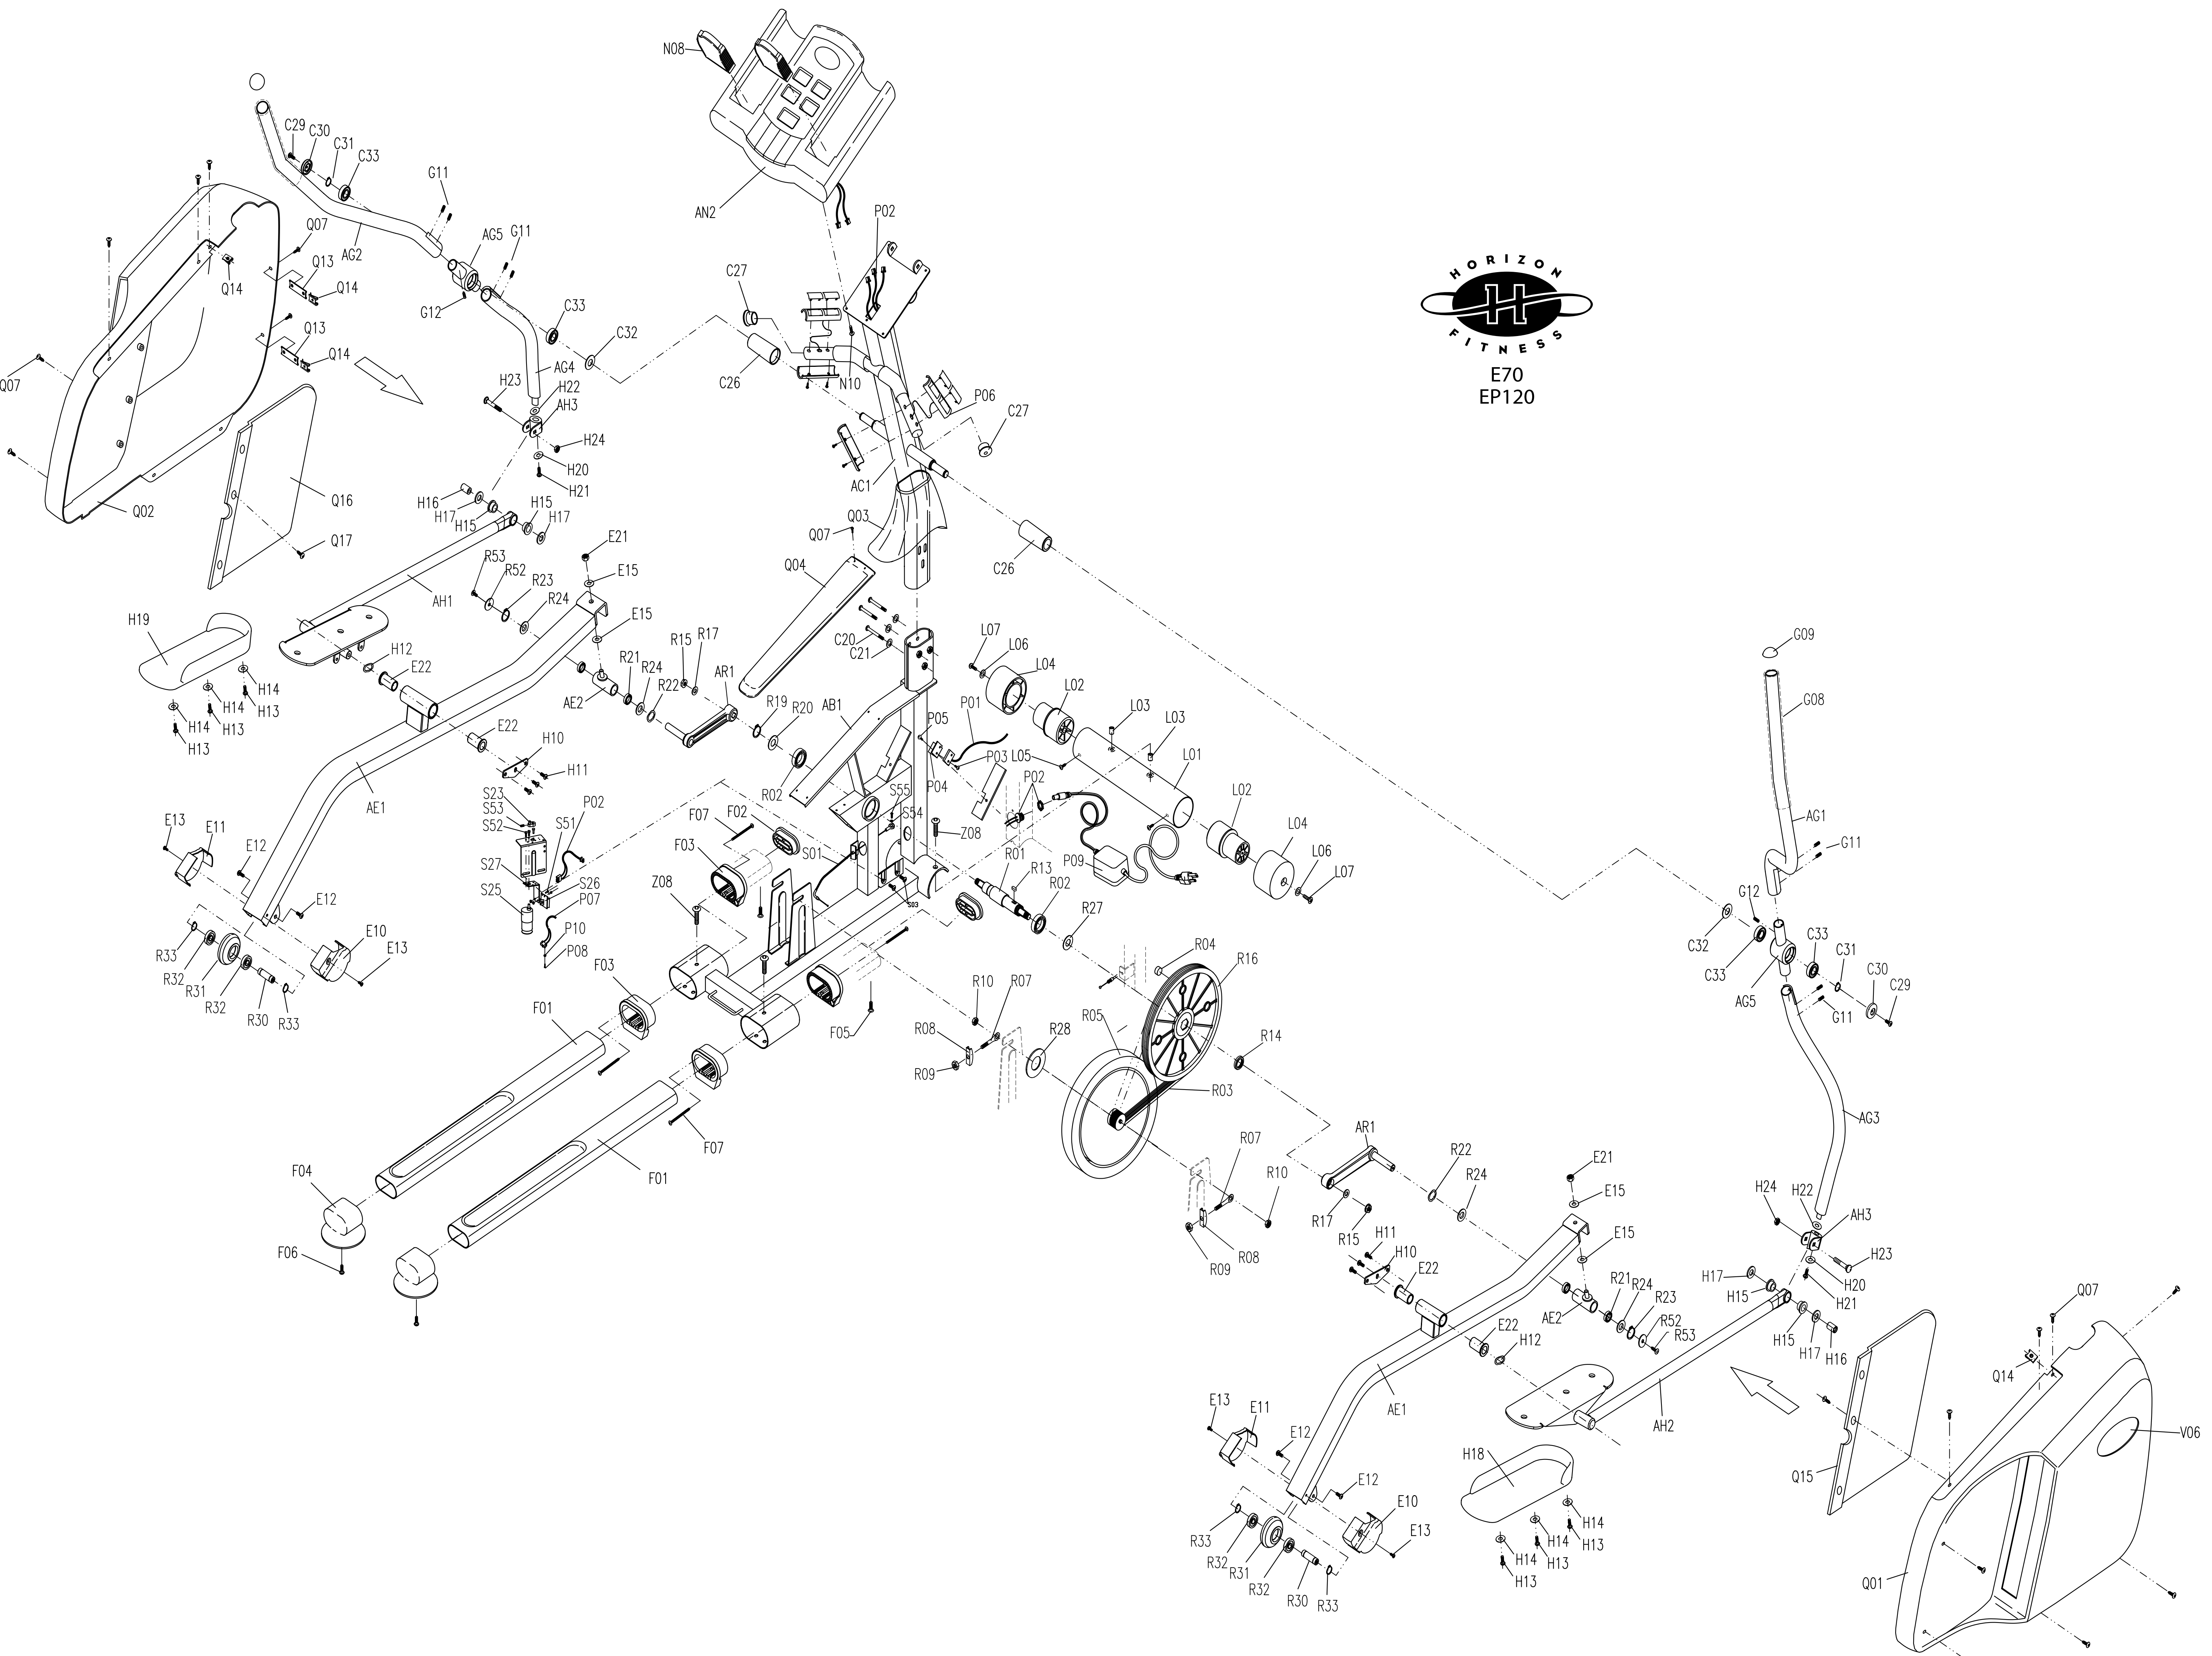 HORIZON
H
FITNESS
E70
EP120
N08
AN2
P02
C29
C30
C31
C33
G11
AG2
AG5
G11
G12
C33
C32
AG4
C27
C26
N10
P06
C27
AC1
Q03
Q07
Q04
C26
Q07
Q13
Q14
Q14
Q13
Q14
Q07
Q02
Q16
Q17
H23
H22
AH3
H24
H20
H21
H16
H17
H15
H15
H17
AH1
R53
R52
R23
R24
E21
E15
E15
H19
H14
H13
H14
H13
H14
H13
H12
E22
E22
H10
H11
AE1
AE2
R21
R24
R22
R15
R17
AR1
R19
R20
R02
C20
C21
AB1
L07
L06
L04
L02
L03
L03
L01
L05
L02
L04
L06
L07
P01
P05
P03
P04
P02
P09
S55
S54
Z08
S23
S53
S52
S51
P02
S27
S25
S26
P07
P10
P08
F07
F02
F03
S01
S03
Z08
R01
R13
R02
R27
R04
R16
E13
E11
E12
E12
E10
E13
R33
R32
R31
R32
R30
R33
F03
F01
F05
R10
R07
R08
R09
R28
R05
R14
R03
F07
F01
F04
F06
R07
R10
R08
R09
AR1
R22
R24
R17
R15
E21
E15
E15
H11
H10
E22
E22
H12
AE2
R21
R24
R23
R52
R53
AE1
AH2
G09
G08
AG1
G11
G12
C32
C33
AG5
C33
C31
C30
C29
G11
AG3
H24
H22
AH3
H23
H20
H21
H17
H15
H15
H17
H16
Q07
Q14
V06
Q15
Q01
E13
E11
E12
E12
E10
E13
R33
R32
R31
R32
R30
R33
H18
H14
H13
H14
H13
H14
H13